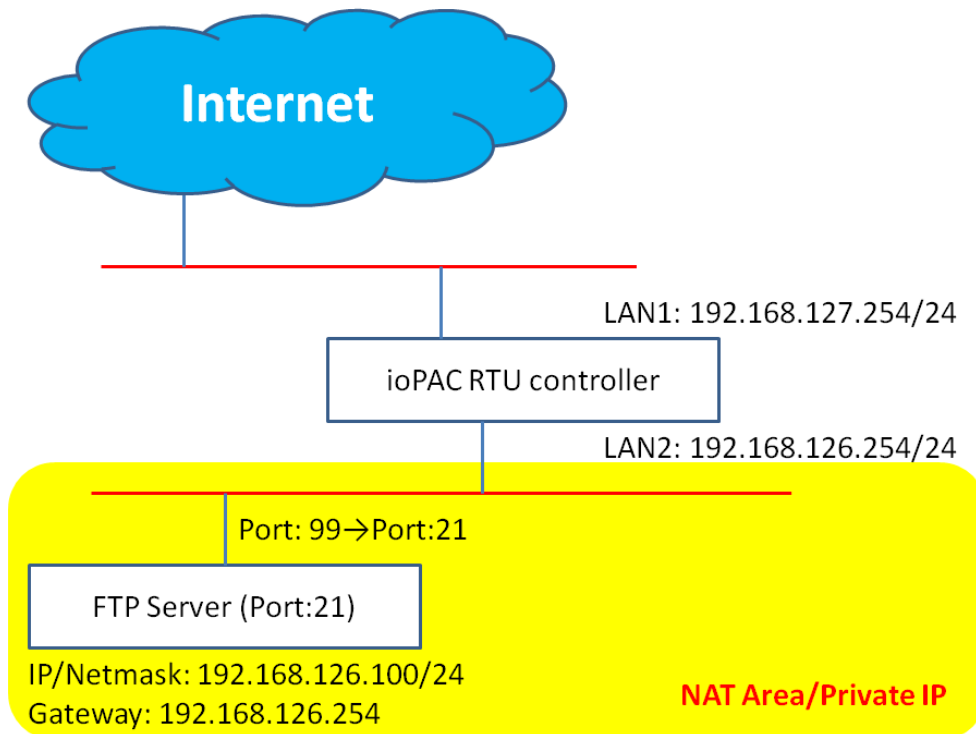 Internet
LAN1: 192.168.127.254/24
ioPAC RTU controller
LAN2: 192.168.126.254/24
Port: 99→Port:21
FTP Server (Port:21)
IP/Netmask: 192.168.126.100/24
Gateway: 192.168.126.254
NAT Area/Private IP